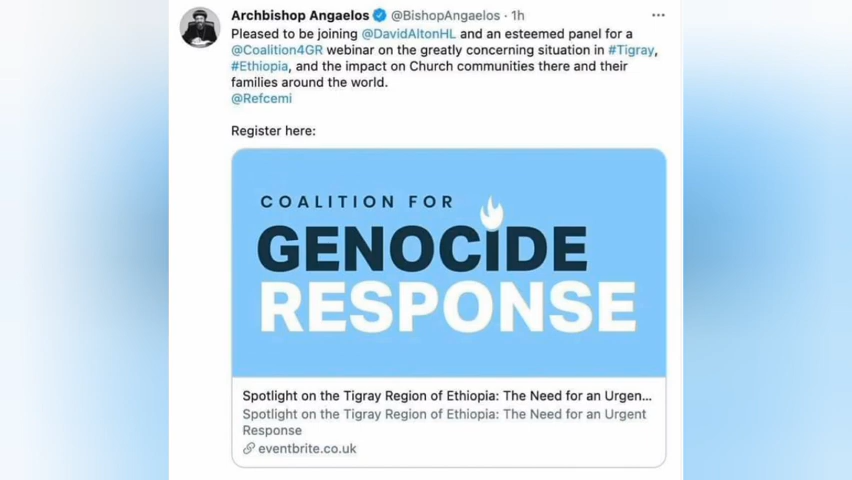 Archbishop Angaelos @BishopAngaelos · 1h
Pleased to be joining @DavidAltonHL and an esteemed panel for a
@Coalition4GR webinar on the greatly concerning situation in #Tigray,
#Ethiopia, and the impact on Church communities there and their
families around the world.
@Refcemi
Register here:
COALITION FOR
GENOCIDE
RESPONSE
Spotlight on the Tigray Region of Ethiopia: The Need for an Urgen...
Spotlight on the Tigray Region of Ethiopia: The Need for an Urgent
Response
eventbrite.co.uk